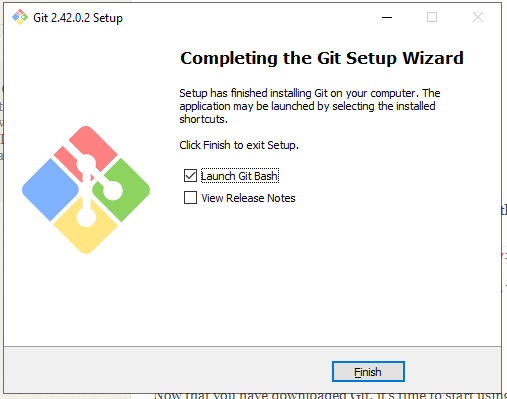 Git 2.42.0.2 Setup
Completing the Git Setup Wizard
Setup has finished installing Git on your computer. The
application may be launched by selecting the installed
shortcuts.
Click Finish to exit Setup.
Launch Git Bash
View Release Notes
Finish
Now that you have downloaded Git, it's time to start using